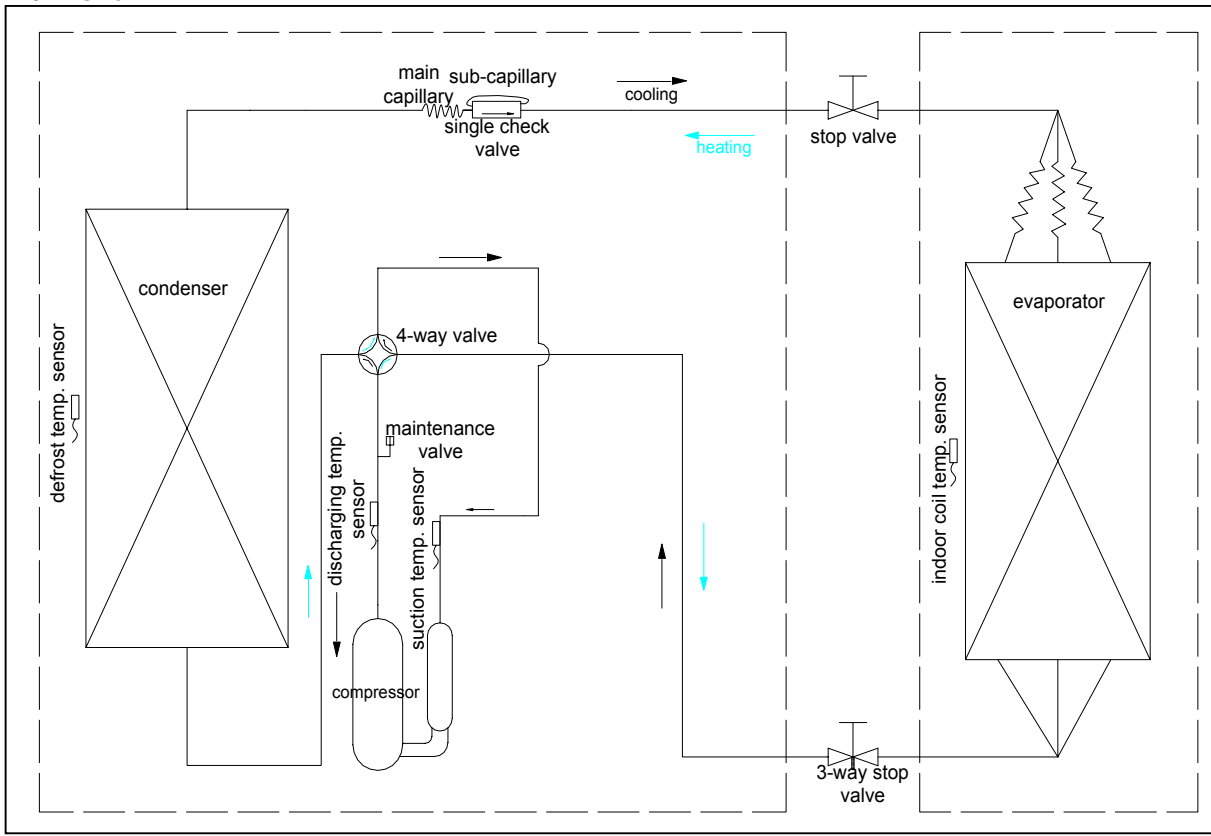 main
capillary
sub-capillary
single check
valve
cooling
heating
stop valve
condenser
4-way valve
evaporator
defrost temp. sensor
maintenance
valve
discharging temp.
sensor
suction temp. sensor
indoor coil temp. sensor
compressor
3-way stop
valve